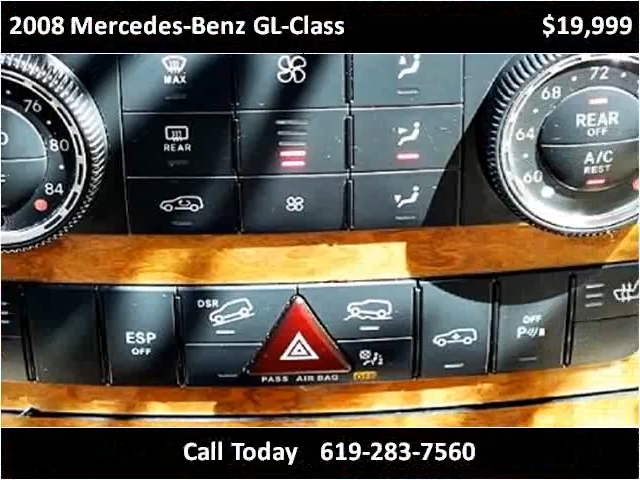 2008 Mercedes-Benz GL-Class $19,999
MAX
76
80
84
REAR
72
68
64
60
REAR
OFF
A/C
REST
ESP
OFF
DSR
PASS AIR BAG OFF
OFF
P
Call Today 619-283-7560